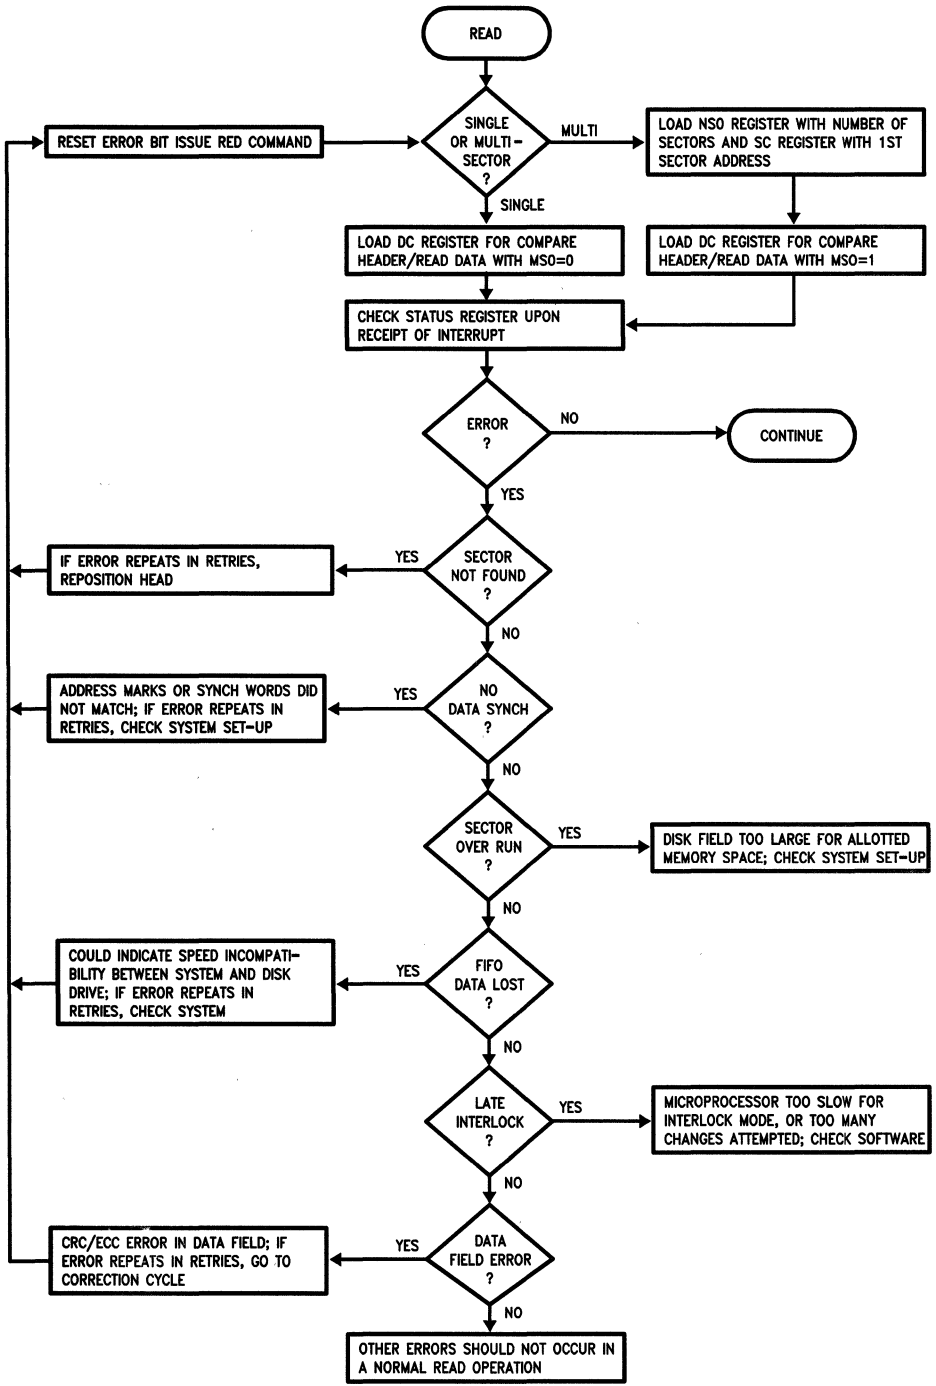 READ
RESET ERROR BIT ISSUE RED COMMAND
SINGLE
OR MULTI-
SECTOR
?
MULTI
LOAD NSO REGISTER WITH NUMBER OF
SECTORS AND SC REGISTER WITH 1ST
SECTOR ADDRESS
SINGLE
LOAD DC REGISTER FOR COMPARE
HEADER/READ DATA WITH MSO=0
LOAD DC REGISTER FOR COMPARE
HEADER/READ DATA WITH MSO=1
CHECK STATUS REGISTER UPON
RECEIPT OF INTERRUPT
ERROR
?
NO
CONTINUE
YES
IF ERROR REPEATS IN RETRIES,
REPOSITION HEAD
YES
SECTOR
NOT FOUND
?
NO
ADDRESS MARKS OR SYNCH WORDS DID
NOT MATCH; IF ERROR REPEATS IN
RETRIES, CHECK SYSTEM SET-UP
YES
NO
DATA SYNCH
?
NO
SECTOR
OVER RUN
?
YES
DISK FIELD TOO LARGE FOR ALLOTTED
MEMORY SPACE; CHECK SYSTEM SET-UP
NO
COULD INDICATE SPEED INCOMPATI-
BILITY BETWEEN SYSTEM AND DISK
DRIVE; IF ERROR REPEATS IN
RETRIES, CHECK SYSTEM
YES
FIFO
DATA LOST
?
NO
LATE
INTERLOCK
?
YES
MICROPROCESSOR TOO SLOW FOR
INTERLOCK MODE, OR TOO MANY
CHANGES ATTEMPTED; CHECK SOFTWARE
NO
CRC/ECC ERROR IN DATA FIELD; IF
ERROR REPEATS IN RETRIES, GO TO
CORRECTION CYCLE
YES
DATA
FIELD ERROR
?
NO
OTHER ERRORS SHOULD NOT OCCUR IN
A NORMAL READ OPERATION